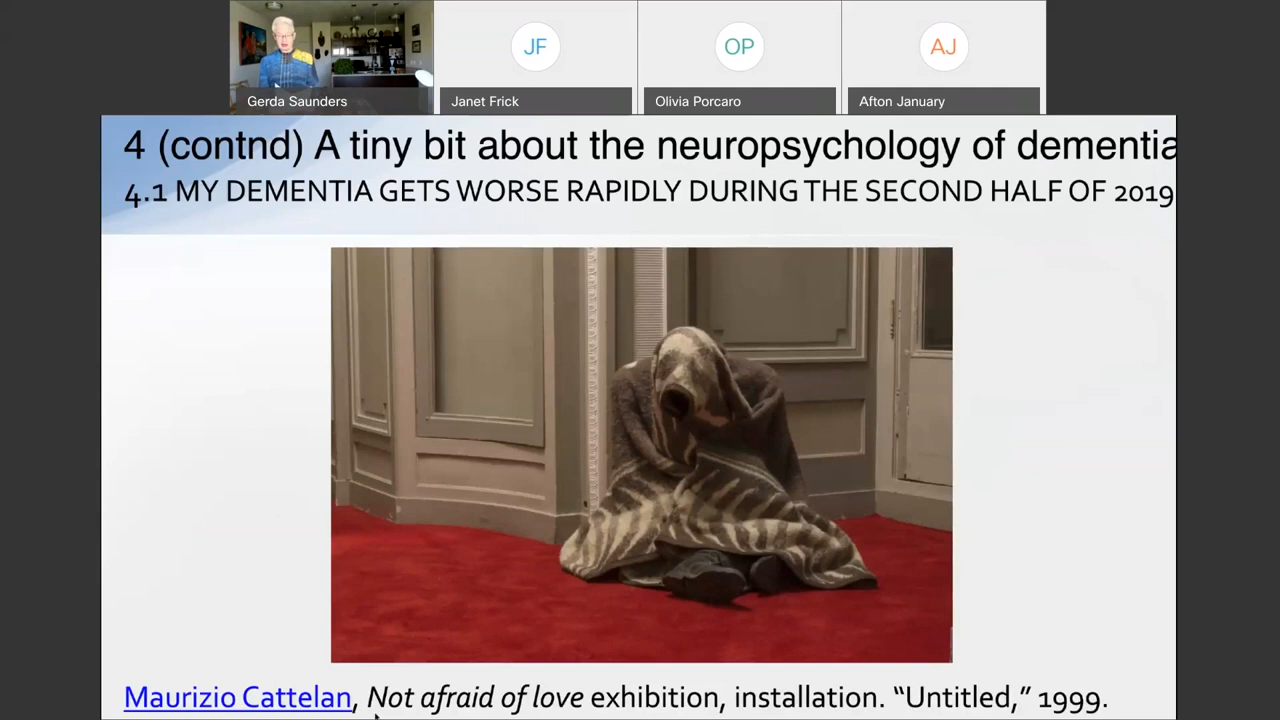 JF
OP
AJ
Gerda Saunders
Janet Frick
Olivia Porcaro
Afton January
4 (contnd) A tiny bit about the neuropsychology of dementia
4.1 MY DEMENTIA GETS WORSE RAPIDLY DURING THE SECOND HALF OF 2019
Maurizio Cattelan, Not afraid of love exhibition, installation. “Untitled,” 1999.